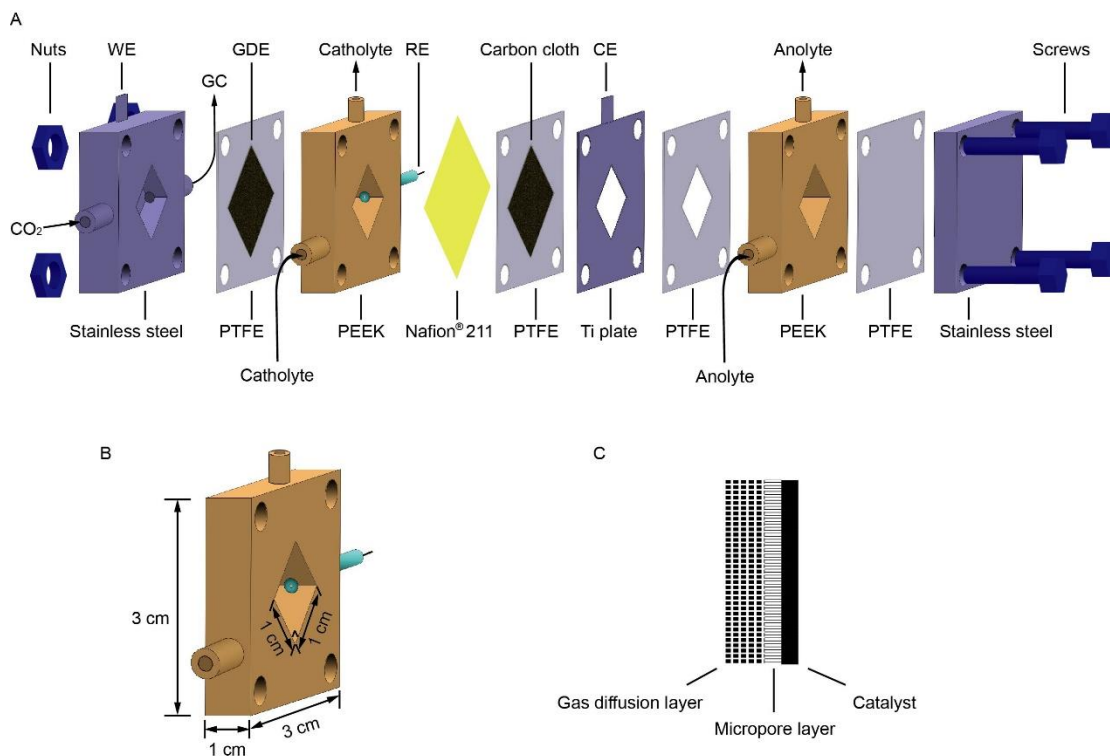 A
Nuts
WE
GDE
Catholyte
RE
Carbon cloth
CE
Anolyte
Screws
GC
CO₂
Stainless steel
PTFE
PEEK
Nafion® 211
PTFE
Ti plate
PTFE
PEEK
PTFE
Stainless steel
Catholyte
Anolyte
B
3 cm
1 cm
1 cm
3 cm
1 cm
C
Gas diffusion layer
Catalyst
Micropore layer